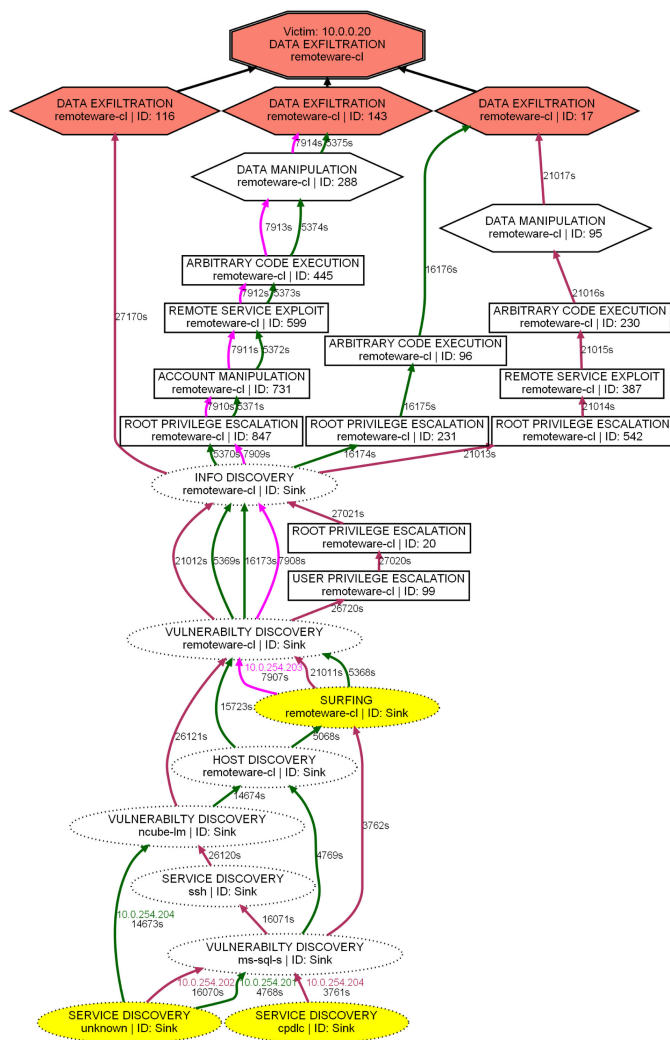 Victim: 10.0.0.20
DATA EXFILTRATION
remoteware-cl
DATA EXFILTRATION
remoteware-cl | ID: 116
DATA EXFILTRATION
remoteware-cl | ID: 143
DATA EXFILTRATION
remoteware-cl | ID: 17
7914s
5375s
DATA MANIPULATION
remoteware-cl | ID: 288
21017s
DATA MANIPULATION
remoteware-cl | ID: 95
7913s
5374s
ARBITRARY CODE EXECUTION
remoteware-cl | ID: 445
16176s
7912s
5373s
21016s
REMOTE SERVICE EXPLOIT
remoteware-cl | ID: 599
ARBITRARY CODE EXECUTION
remoteware-cl | ID: 230
27170s
7911s
5372s
ARBITRARY CODE EXECUTION
remoteware-cl | ID: 96
21015s
ACCOUNT MANIPULATION
remoteware-cl | ID: 731
REMOTE SERVICE EXPLOIT
remoteware-cl | ID: 387
7910s
5371s
16175s
21014s
ROOT PRIVILEGE ESCALATION
remoteware-cl | ID: 847
ROOT PRIVILEGE ESCALATION
remoteware-cl | ID: 231
ROOT PRIVILEGE ESCALATION
remoteware-cl | ID: 542
5370s
7909s
16174s
21013s
INFO DISCOVERY
remoteware-cl | ID: Sink
27021s
ROOT PRIVILEGE ESCALATION
remoteware-cl | ID: 20
21012s
5369s
16173s
7908s
27020s
USER PRIVILEGE ESCALATION
remoteware-cl | ID: 99
26720s
VULNERABILTY DISCOVERY
remoteware-cl | ID: Sink
10.0.254.203
7907s
21011s
5368s
SURFING
remoteware-cl | ID: Sink
15723s
26121s
5068s
HOST DISCOVERY
remoteware-cl | ID: Sink
14674s
VULNERABILTY DISCOVERY
ncube-lm | ID: Sink
3762s
26120s
4769s
SERVICE DISCOVERY
ssh | ID: Sink
10.0.254.204
14673s
16071s
VULNERABILTY DISCOVERY
ms-sql-s | ID: Sink
10.0.254.202
16070s
10.0.254.201
4768s
10.0.254.204
3761s
SERVICE DISCOVERY
unknown | ID: Sink
SERVICE DISCOVERY
cpdlc | ID: Sink